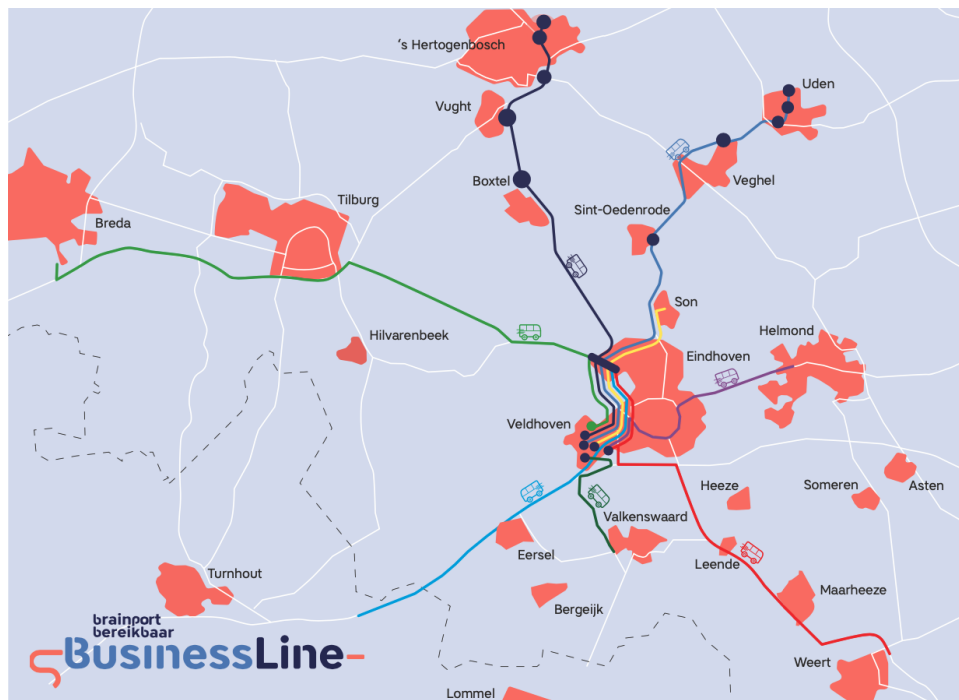 's Hertogenbosch
Uden
Vught
Veghel
Boxtel
Tilburg
Sint-Oedenrode
Breda
Son
Hilvarenbeek
Helmond
Eindhoven
Veldhoven
Heeze
Someren
Asten
Valkenswaard
Eersel
Leende
Turnhout
Maarheeze
Bergeijk
brainport
bereikbaar
BusinessLine
Weert
Lommel